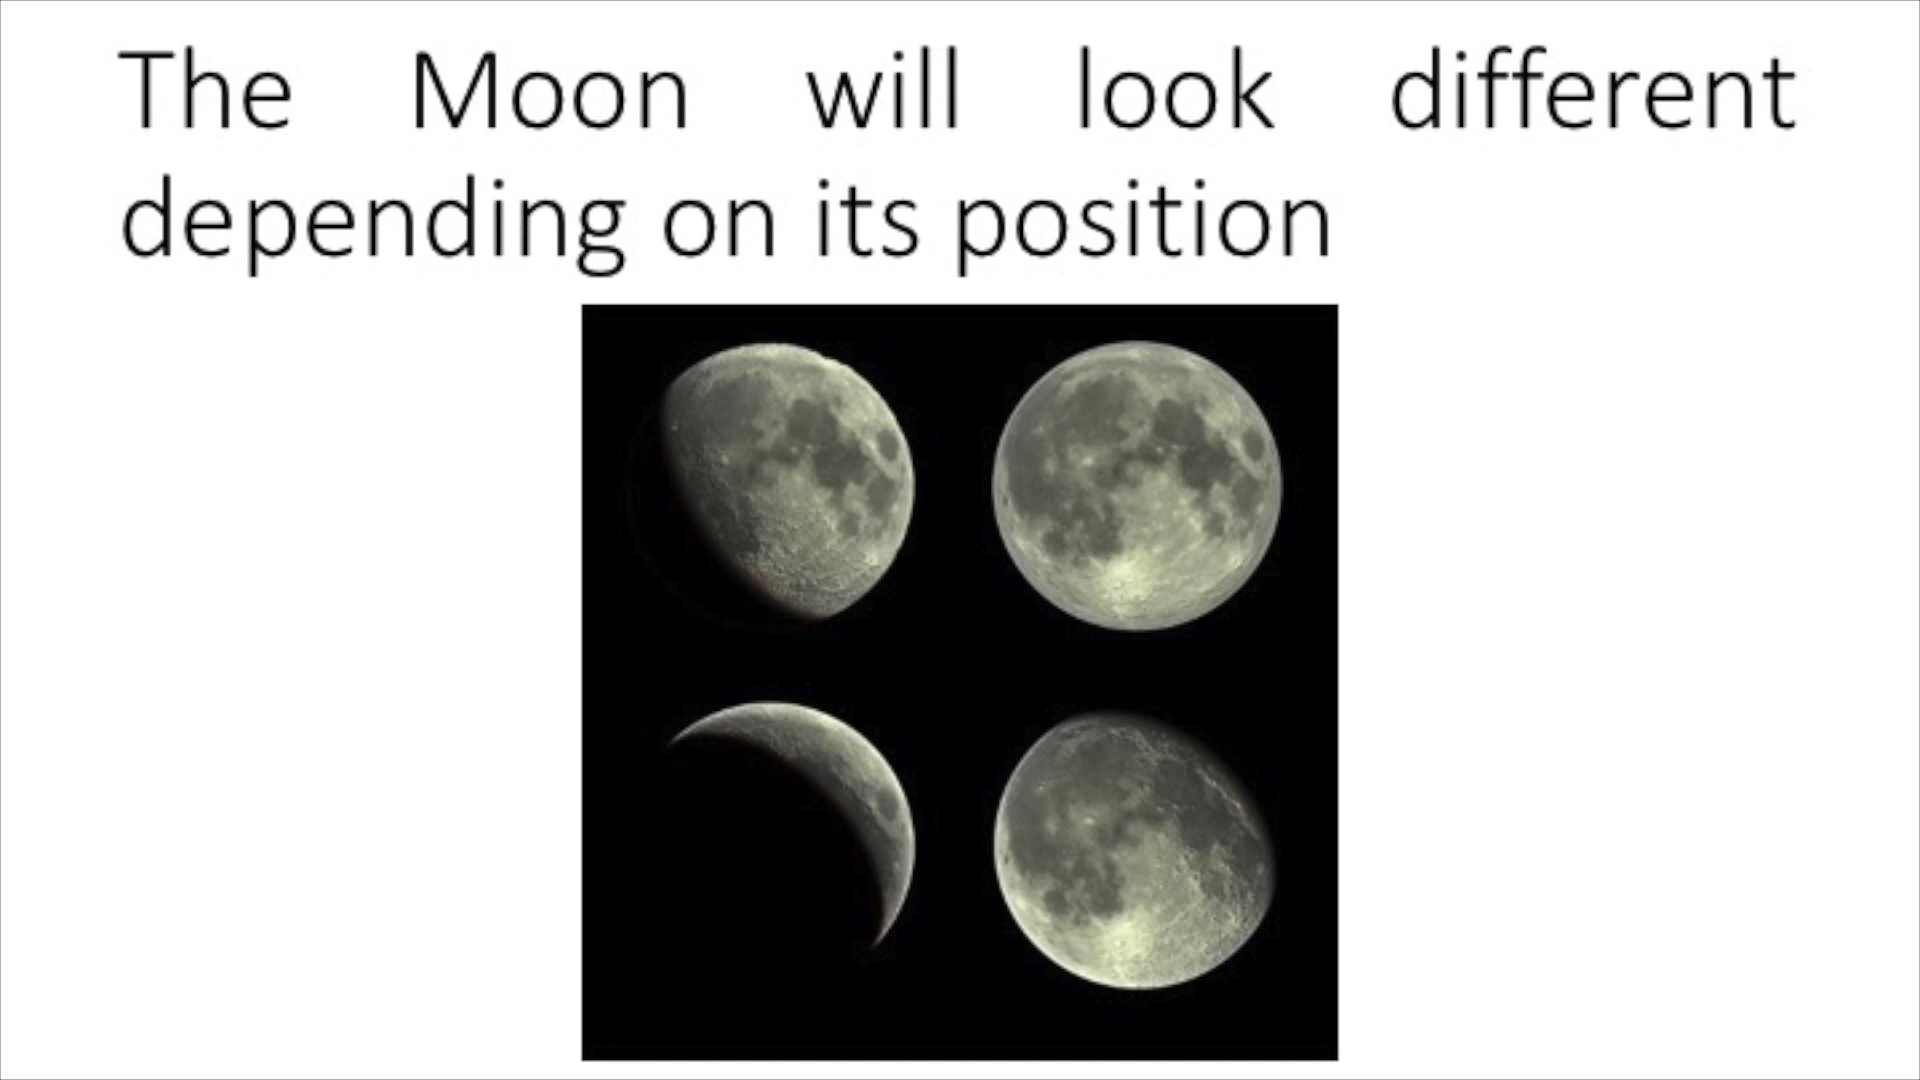 The Moon will look different
depending on its position